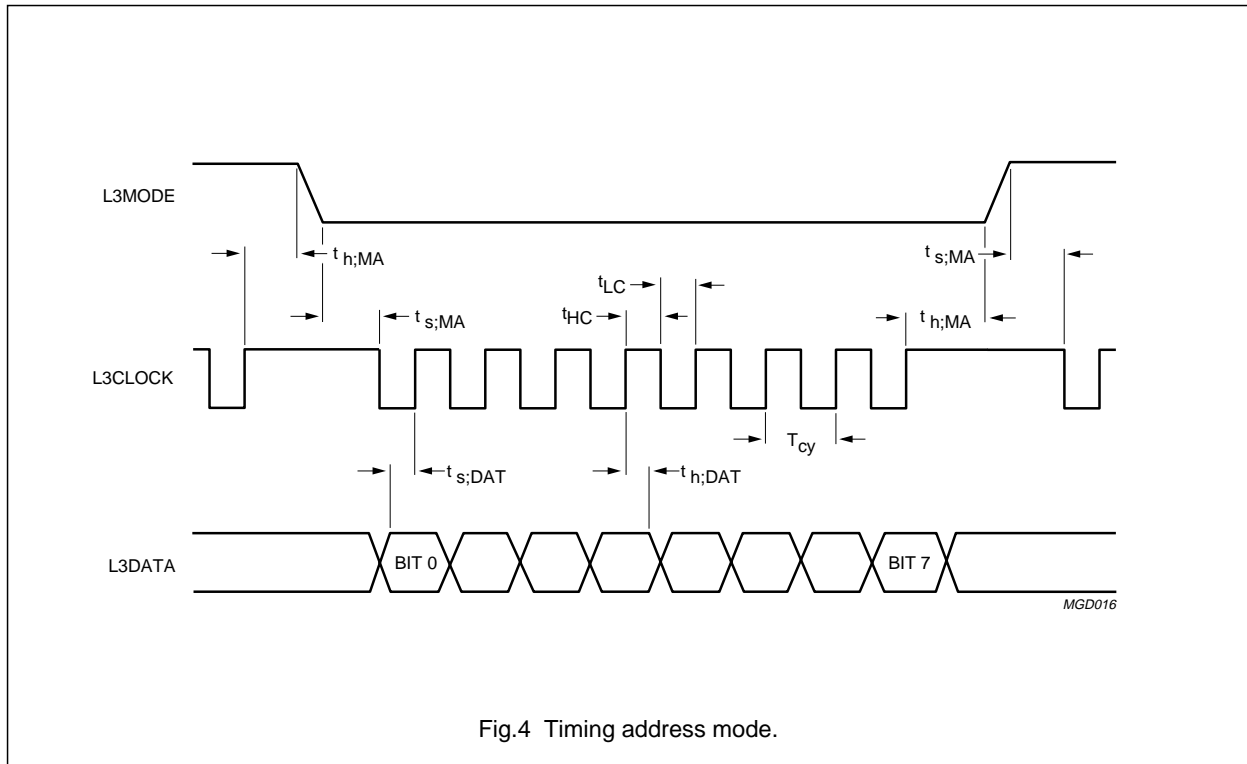 L3MODE
t h;MA
t s;MA
tLC
tHC
t s;MA
t h;MA
L3CLOCK
Tcy
t s;DAT
t h;DAT
L3DATA
BIT 0
BIT 7
MGD016
Fig.4 Timing address mode.